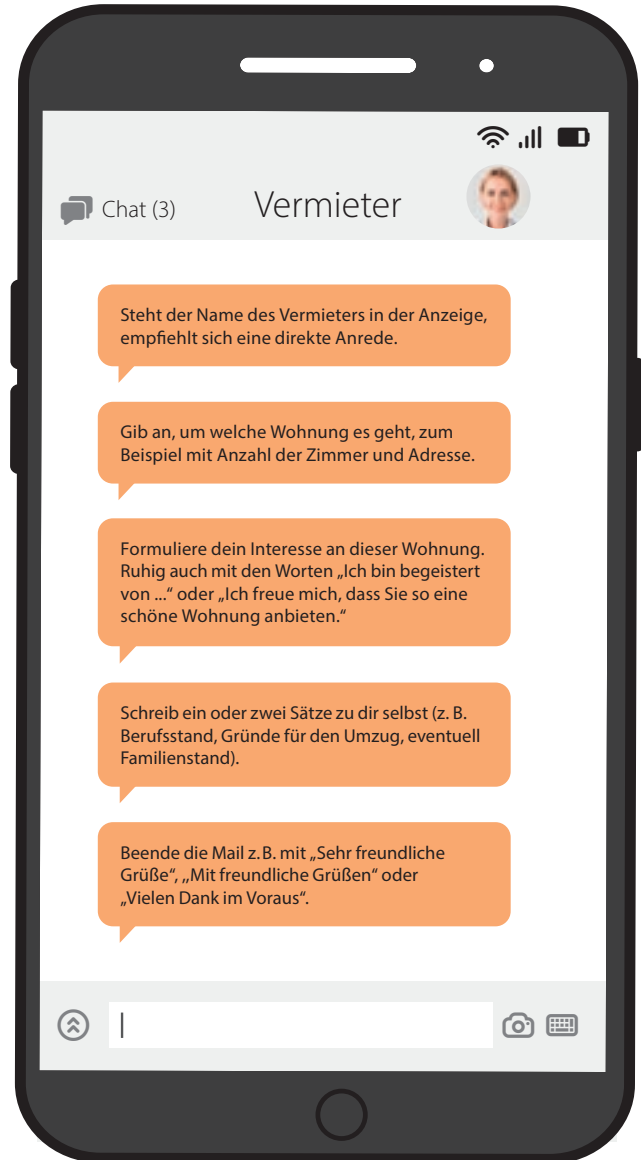 Chat (3)
Vermieter
Steht der Name des Vermieters in der Anzeige,
empfiehlt sich eine direkte Anrede.
Gib an, um welche Wohnung es geht, zum
Beispiel mit Anzahl der Zimmer und Adresse.
Formuliere dein Interesse an dieser Wohnung.
Ruhig auch mit den Worten „Ich bin begeistert
von ...“ oder „Ich freue mich, dass Sie so eine
schöne Wohnung anbieten.“
Schreib ein oder zwei Sätze zu dir selbst (z. B.
Berufsstand, Gründe für den Umzug, eventuell
Familienstand).
Beende die Mail z. B. mit „Sehr freundliche
Grüße“, „Mit freundliche Grüßen“ oder
„Vielen Dank im Voraus“.